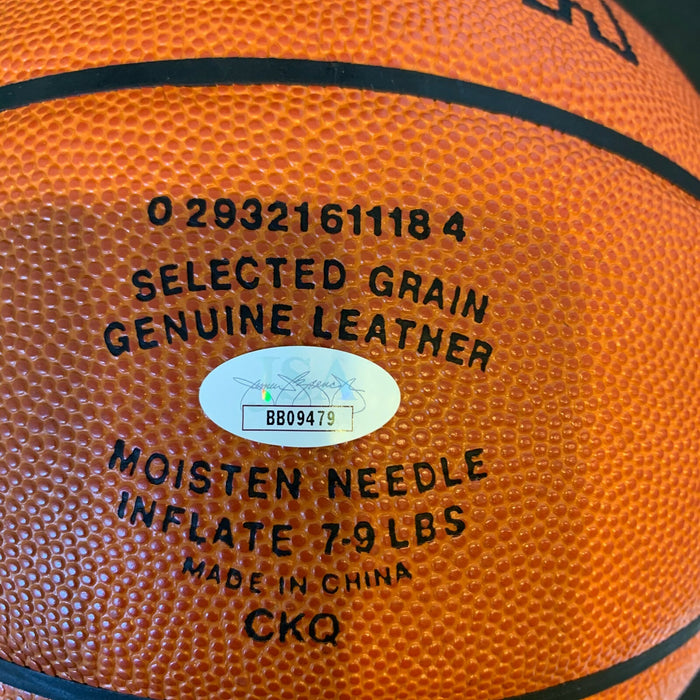 0 29321 61118 4
SELECTED GRAIN
GENUINE LEATHER
JSA
BB09479
MOISTEN NEEDLE
INFLATE 7-9 LBS
MADE IN CHINA
CKQ